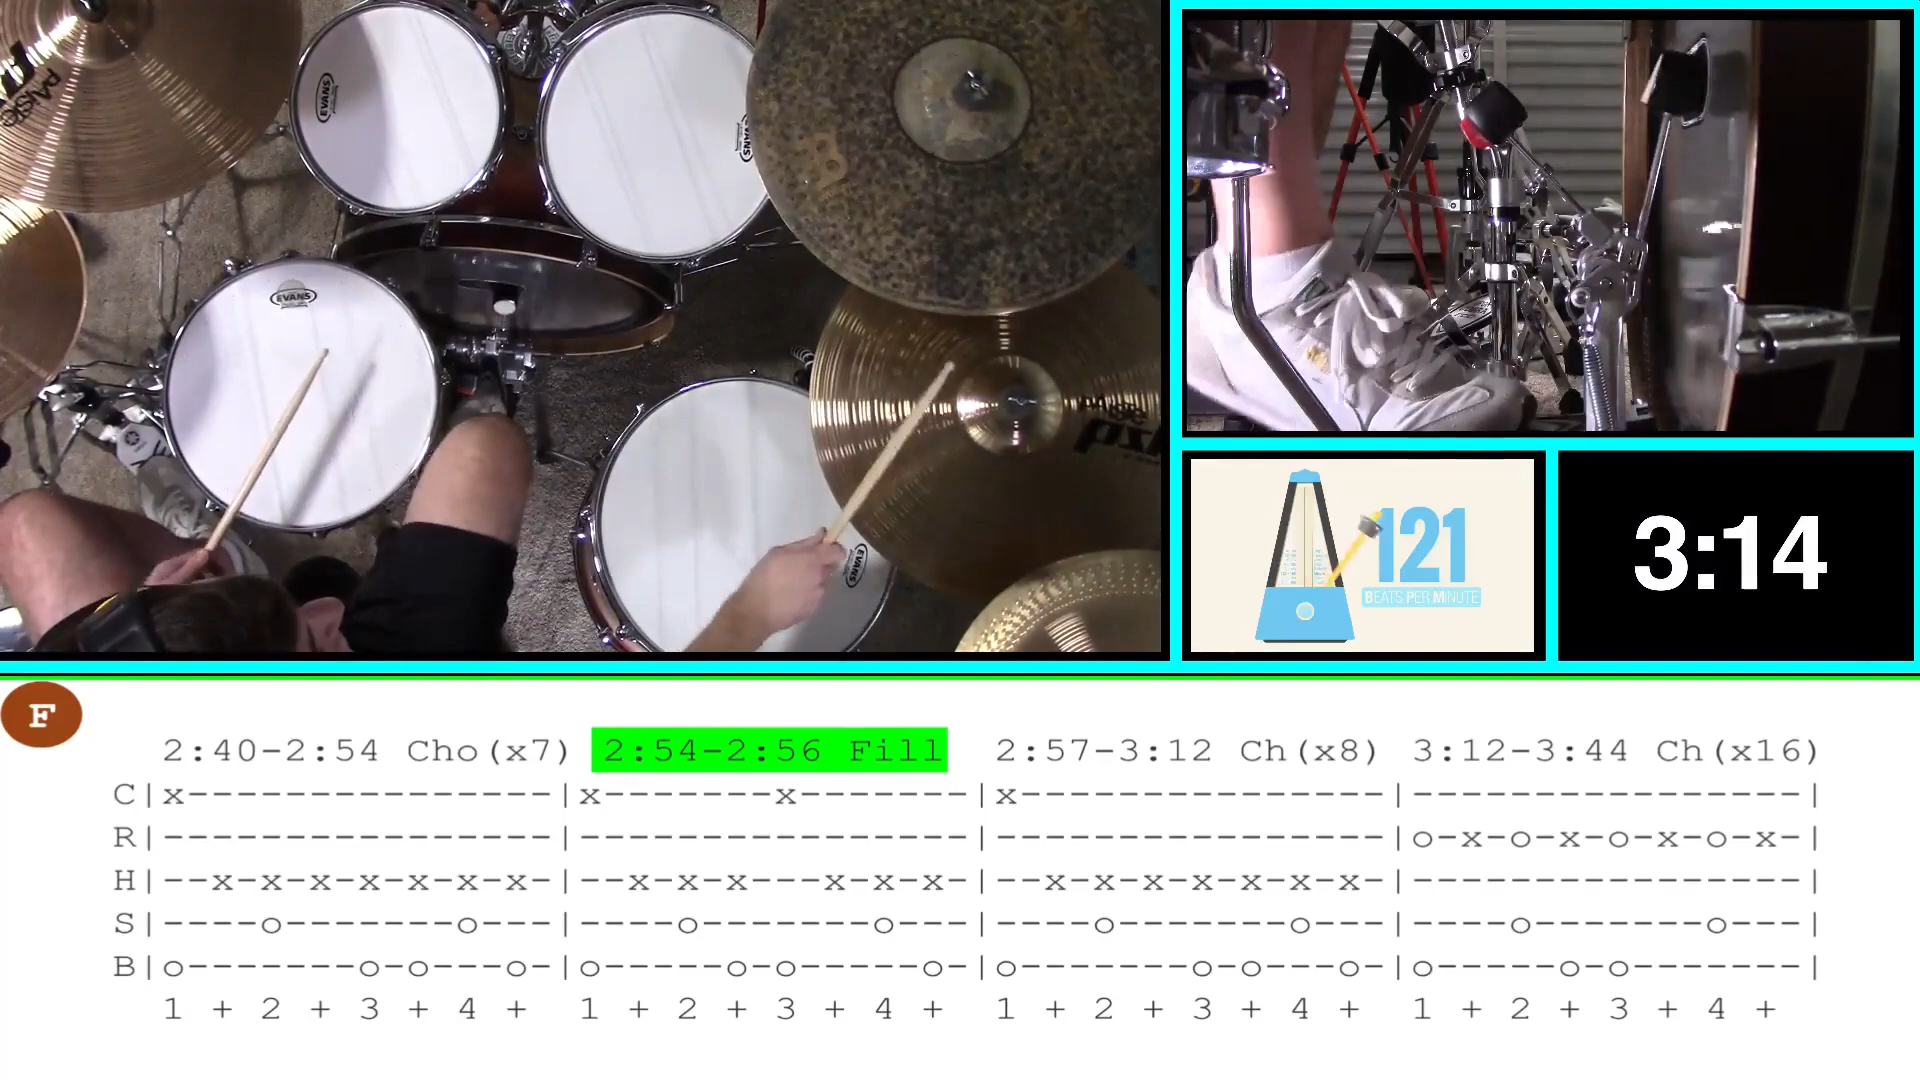 PAISTE
EVANS
EVANS
EVANS
EVANS
121
BEATS PER MINUTE
3:14
F
2:40-2:54 Cho(x7) 2:54-2:56 Fill 2:57-3:12 Ch(x8) 3:12-3:44 Ch(x16)
C|x---------------|x-------x-------|x---------------|----------------|
R|----------------|----------------|----------------|o-x-o-x-o-x-o-x-|
H|--x-x-x-x-x-x-x-|--x-x-x---x-x-x-|--x-x-x-x-x-x-x-|----------------|
S|----o-------o---|----o-------o---|----o-------o---|----o-------o---|
B|o-------o-o---o-|o-----o-o-----o-|o-------o-o---o-|o-----o-o-------|
1 + 2 + 3 + 4 + 1 + 2 + 3 + 4 + 1 + 2 + 3 + 4 + 1 + 2 + 3 + 4 +